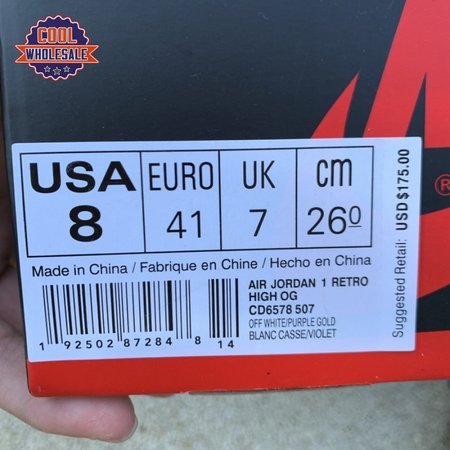 COOL
WHOLESALE
USA EURO UK cm
8 41 7 26⁰
Made in China / Fabrique en Chine / Hecho en China
AIR JORDAN 1 RETRO
HIGH OG
CD6578 507
OFF WHITE/PURPLE GOLD
BLANC CASSE/VIOLET
1 92502 87284 8 14
Suggested Retail: USD$175.00
®